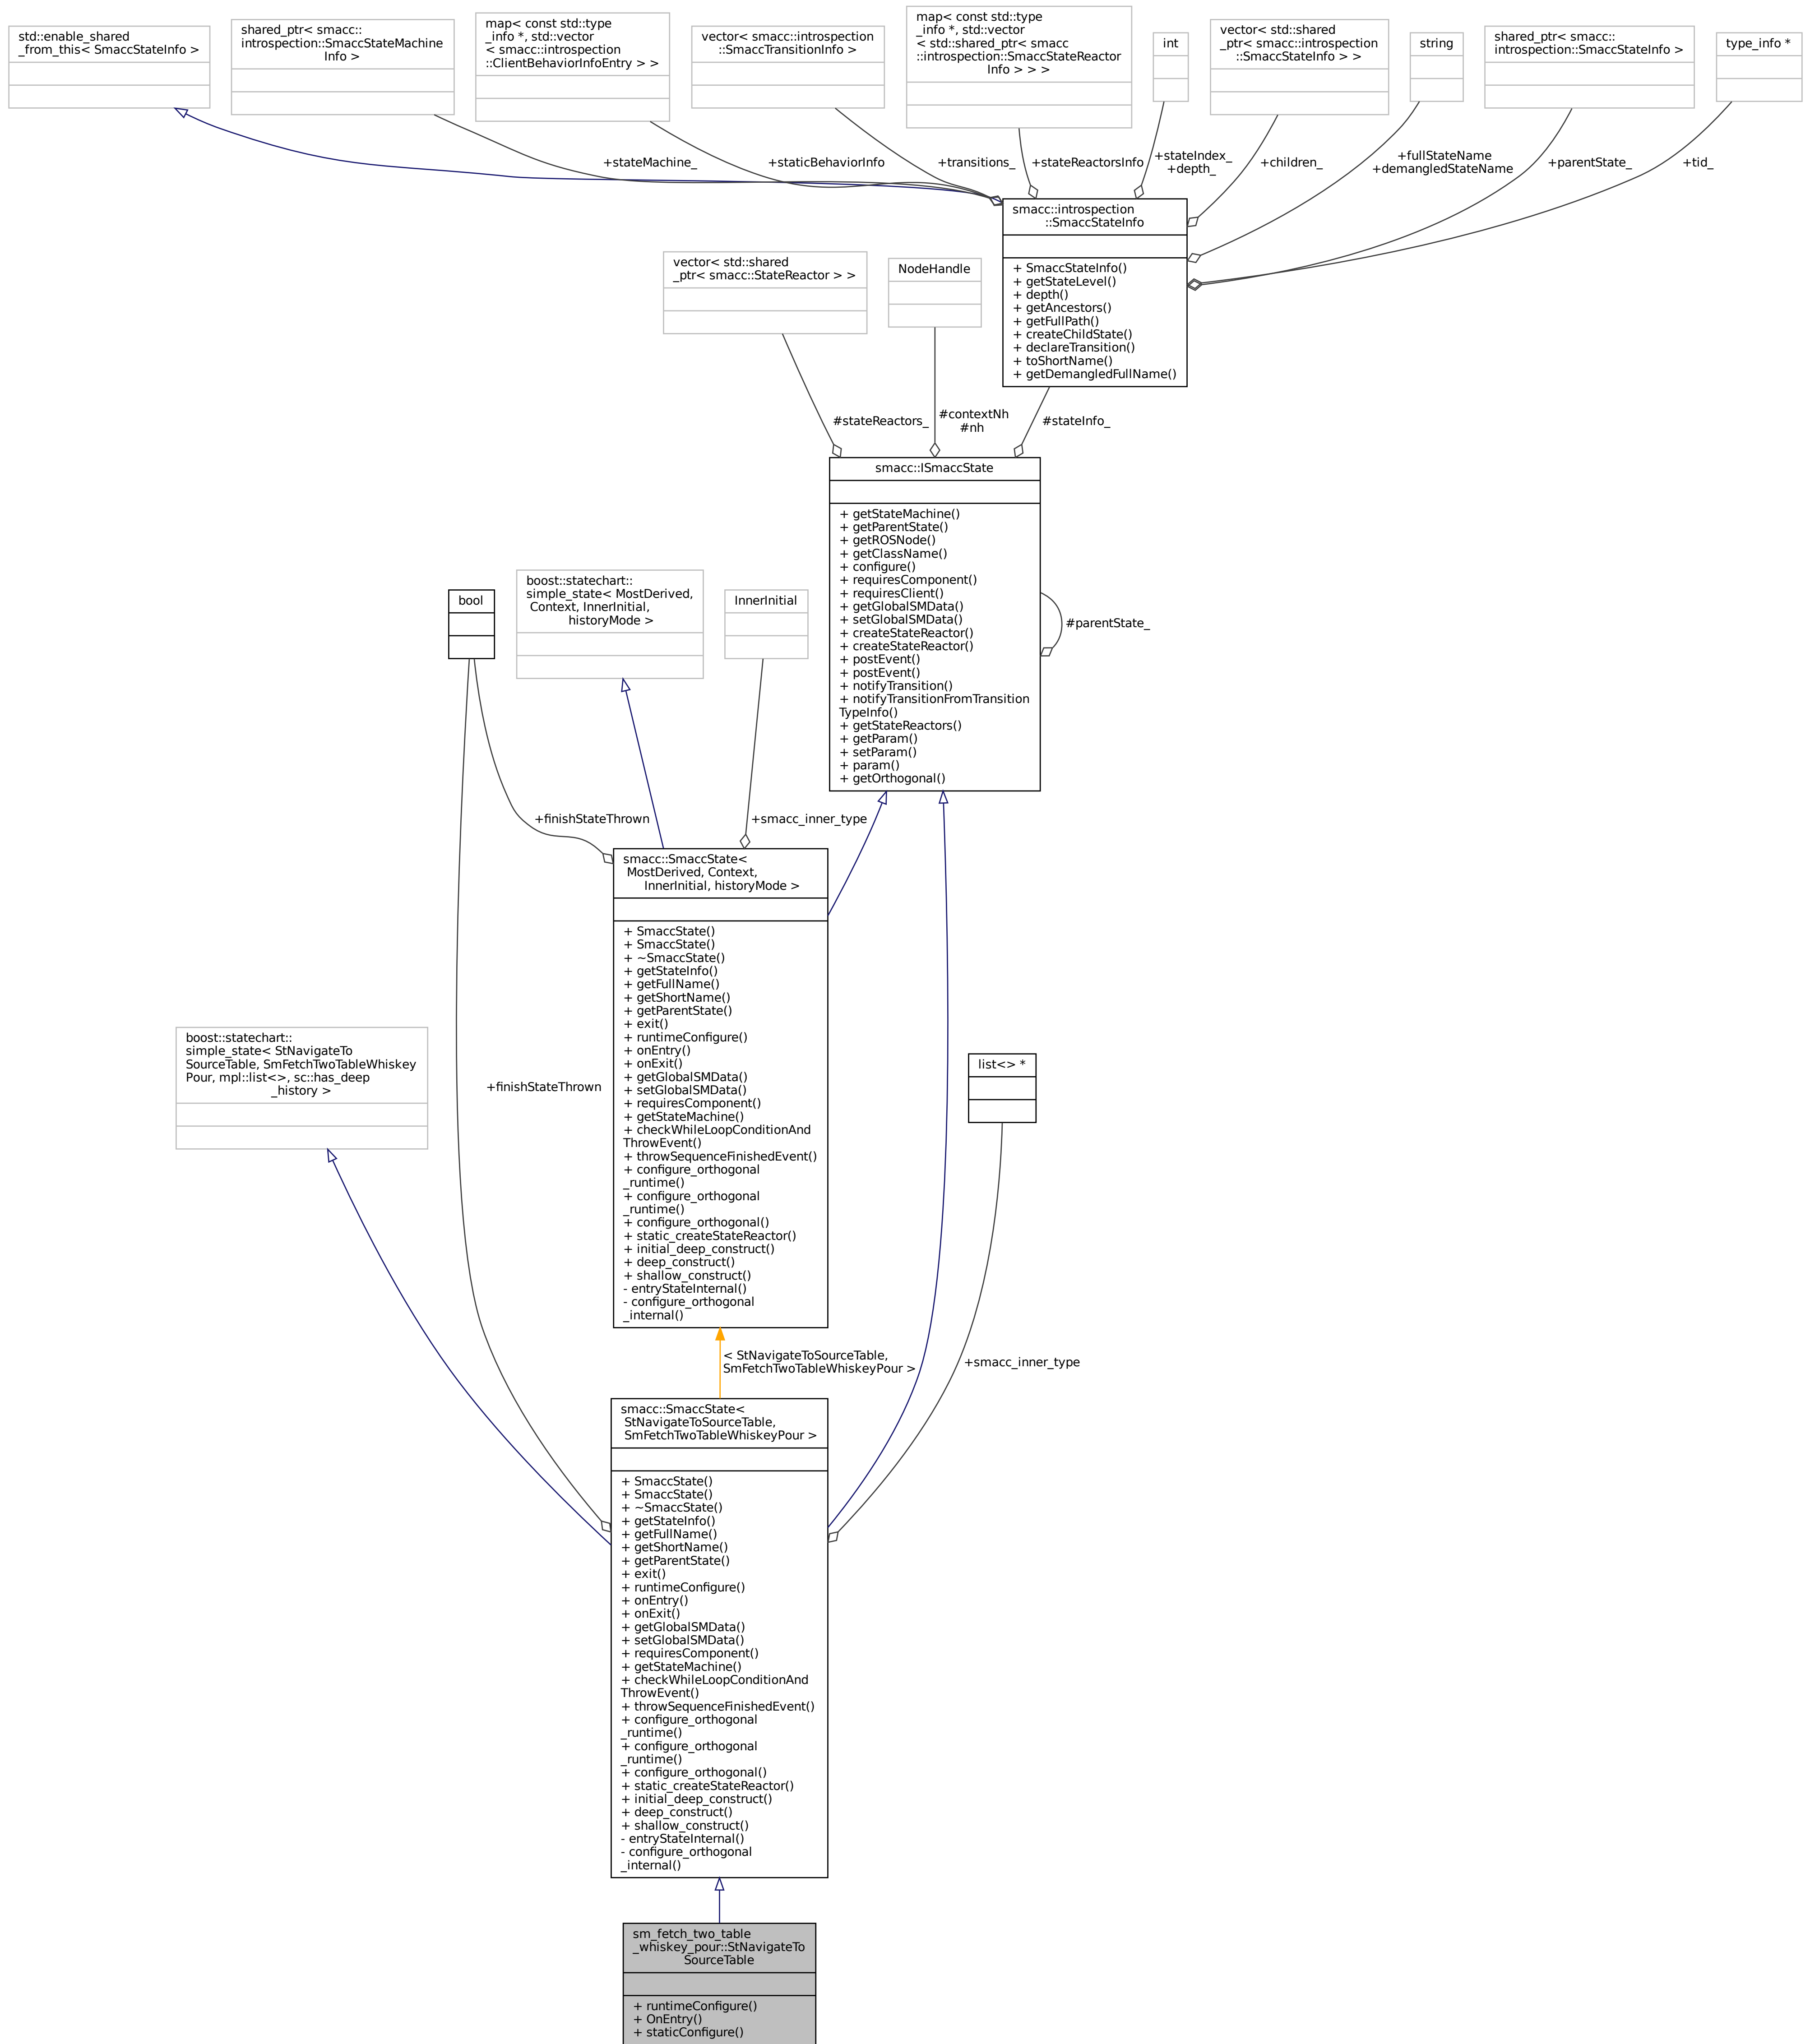 std::enable_shared
_from_this< SmaccStateInfo >
shared_ptr< smacc::
introspection::SmaccStateMachine
Info >
map< const std::type
_info *, std::vector
< smacc::introspection
::ClientBehaviorInfoEntry > >
vector< smacc::introspection
::SmaccTransitionInfo >
map< const std::type
_info *, std::vector
< std::shared_ptr< smacc
::introspection::SmaccStateReactor
Info > > >
int
vector< std::shared
_ptr< smacc::introspection
::SmaccStateInfo > >
string
shared_ptr< smacc::
introspection::SmaccStateInfo >
type_info *
+stateMachine_
+staticBehaviorInfo
+transitions_
+stateReactorsInfo
+stateIndex_
+depth_
+children_
+fullStateName
+demangledStateName
+parentState_
+tid_
smacc::introspection
::SmaccStateInfo
+ SmaccStateInfo()
+ getStateLevel()
+ depth()
+ getAncestors()
+ getFullPath()
+ createChildState()
+ declareTransition()
+ toShortName()
+ getDemangledFullName()
vector< std::shared
_ptr< smacc::StateReactor > >
NodeHandle
#stateReactors_
#contextNh
#nh
#stateInfo_
smacc::ISmaccState
+ getStateMachine()
+ getParentState()
+ getROSNode()
+ getClassName()
+ configure()
+ requiresComponent()
+ requiresClient()
+ getGlobalSMData()
+ setGlobalSMData()
+ createStateReactor()
+ createStateReactor()
+ postEvent()
+ postEvent()
+ notifyTransition()
+ notifyTransitionFromTransition
TypeInfo()
+ getStateReactors()
+ getParam()
+ setParam()
+ param()
+ getOrthogonal()
#parentState_
bool
boost::statechart::
simple_state< MostDerived,
Context, InnerInitial,
historyMode >
InnerInitial
+finishStateThrown
+smacc_inner_type
smacc::SmaccState<
MostDerived, Context,
InnerInitial, historyMode >
+ SmaccState()
+ SmaccState()
+ ~SmaccState()
+ getStateInfo()
+ getFullName()
+ getShortName()
+ getParentState()
+ exit()
+ runtimeConfigure()
+ onEntry()
+ onExit()
+ getGlobalSMData()
+ setGlobalSMData()
+ requiresComponent()
+ getStateMachine()
+ checkWhileLoopConditionAnd
ThrowEvent()
+ throwSequenceFinishedEvent()
+ configure_orthogonal
_runtime()
+ configure_orthogonal
_runtime()
+ configure_orthogonal()
+ static_createStateReactor()
+ initial_deep_construct()
+ deep_construct()
+ shallow_construct()
- entryStateInternal()
- configure_orthogonal
_internal()
boost::statechart::
simple_state< StNavigateTo
SourceTable, SmFetchTwoTableWhiskey
Pour, mpl::list<>, sc::has_deep
_history >
+finishStateThrown
list<> *
< StNavigateToSourceTable,
SmFetchTwoTableWhiskeyPour >
+smacc_inner_type
smacc::SmaccState<
StNavigateToSourceTable,
SmFetchTwoTableWhiskeyPour >
+ SmaccState()
+ SmaccState()
+ ~SmaccState()
+ getStateInfo()
+ getFullName()
+ getShortName()
+ getParentState()
+ exit()
+ runtimeConfigure()
+ onEntry()
+ onExit()
+ getGlobalSMData()
+ setGlobalSMData()
+ requiresComponent()
+ getStateMachine()
+ checkWhileLoopConditionAnd
ThrowEvent()
+ throwSequenceFinishedEvent()
+ configure_orthogonal
_runtime()
+ configure_orthogonal
_runtime()
+ configure_orthogonal()
+ static_createStateReactor()
+ initial_deep_construct()
+ deep_construct()
+ shallow_construct()
- entryStateInternal()
- configure_orthogonal
_internal()
sm_fetch_two_table
_whiskey_pour::StNavigateTo
SourceTable
+ runtimeConfigure()
+ OnEntry()
+ staticConfigure()